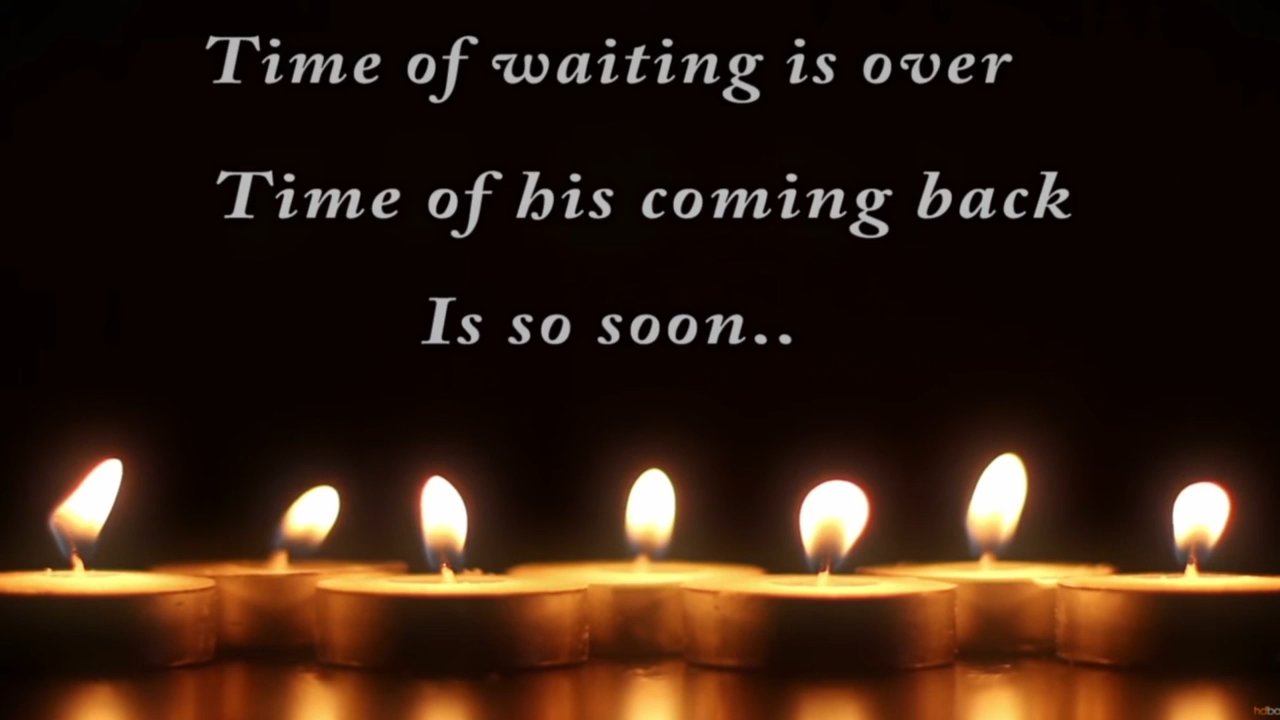 Time of waiting is over
Time of his coming back
Is so soon..